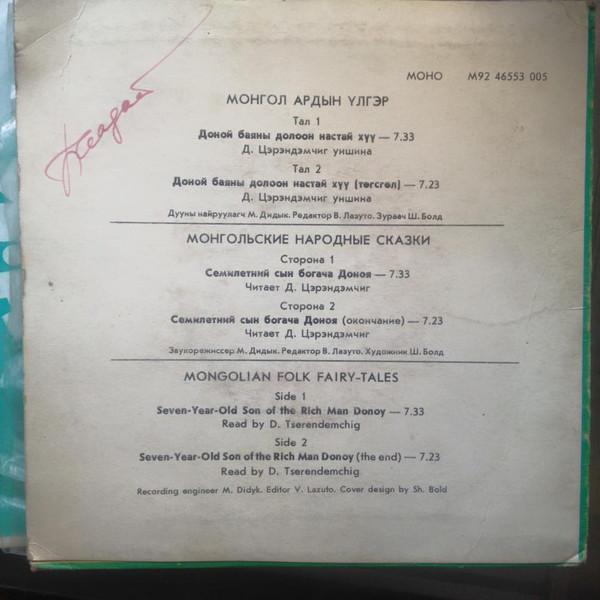 МОНО М92 46553 005
МОНГОЛ АРДЫН ҮЛГЭР
Тал 1
Доной баяны долоон настай хүү — 7.33
Д. Цэрэндэмчиг уншина
Тал 2
Доной баяны долоон настай хүү (төгсгөл) — 7.23
Д. Цэрэндэмчиг уншина
Дууны найруулагч М. Дидык. Редактор В. Лазуто. Зураач Ш. Болд
МОНГОЛЬСКИЕ НАРОДНЫЕ СКАЗКИ
Сторона 1
Семилетний сын богача Доноя — 7.33
Читает Д. Цэрэндэмчиг
Сторона 2
Семилетний сын богача Доноя (окончание) — 7.23
Читает Д. Цэрэндэмчиг
Звукорежиссер М. Дидык. Редактор В. Лазуто. Художник Ш. Болд
MONGOLIAN FOLK FAIRY-TALES
Side 1
Seven-Year-Old Son of the Rich Man Donoy — 7.33
Read by D. Tserendemchig
Side 2
Seven-Year-Old Son of the Rich Man Donoy (the end) — 7.23
Read by D. Tserendemchig
Recording engineer M. Didyk. Editor V. Lazuto. Cover design by Sh. Bold